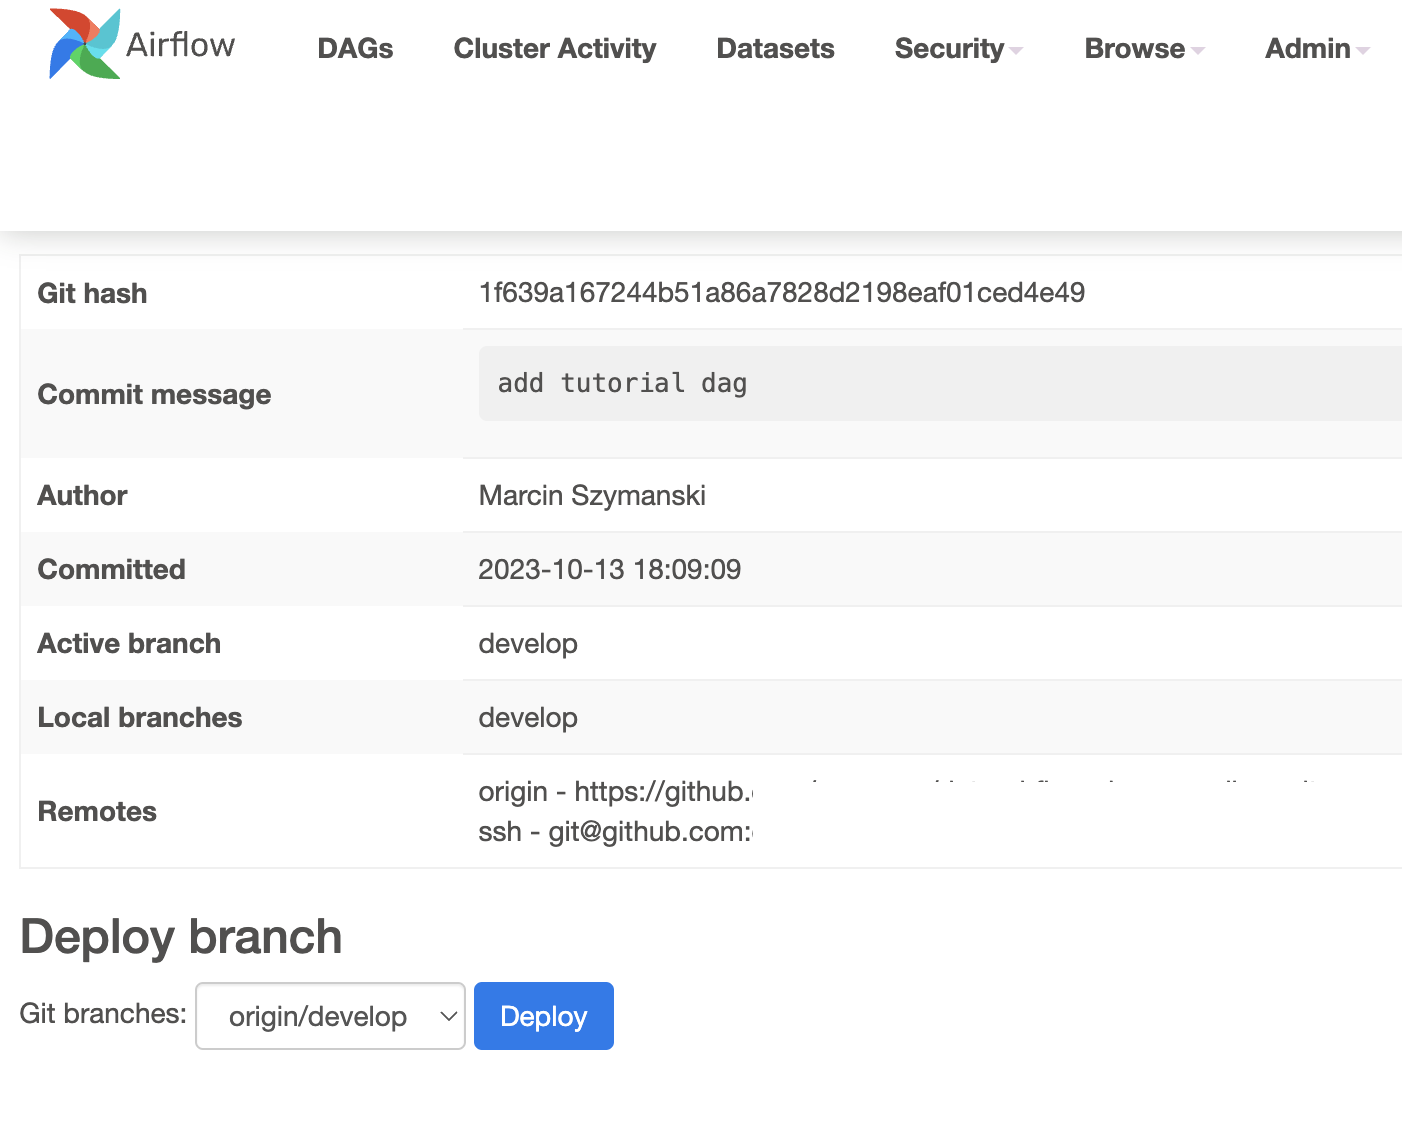 Airflow DAGs Cluster Activity Datasets Security Browse Admin
Git hash 1f639a167244b51a86a7828d2198eaf01ced4e49
Commit message add tutorial dag
Author Marcin Szymanski
Committed 2023-10-13 18:09:09
Active branch develop
Local branches develop
Remotes
origin - https://github.
ssh - git@github.com:
Deploy branch
Git branches: origin/develop Deploy